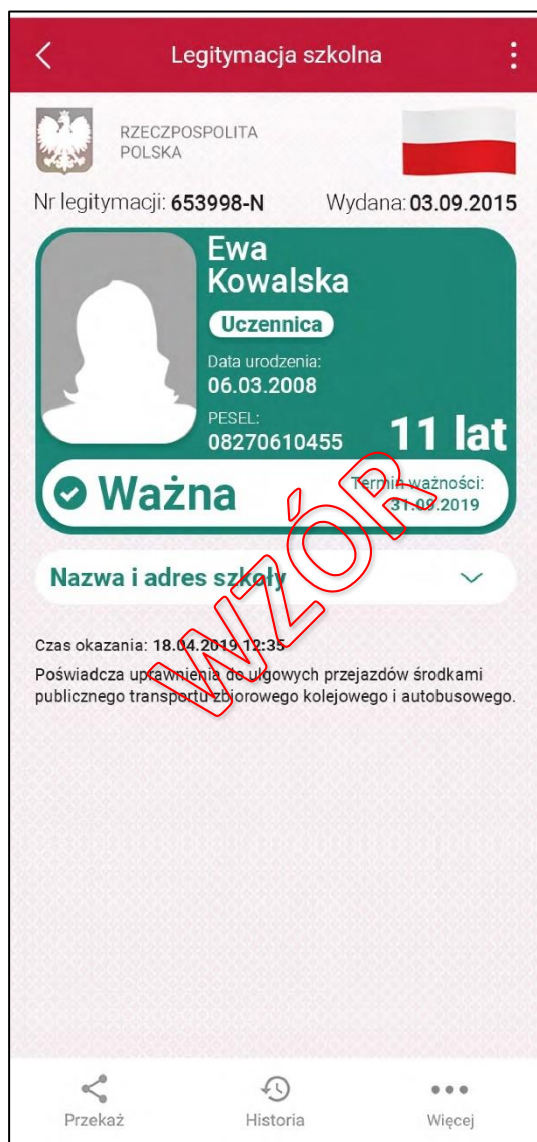 Legitymacja szkolna
RZECZPOSPOLITA
POLSKA
Nr legitymacji: 653998-N Wydana: 03.09.2015
Ewa
Kowalska
Uczennica
Data urodzenia:
06.03.2008
PESEL:
08270610455
11 lat
Ważna
Termin ważności:
31.09.2019
Nazwa i adres szkoły
Czas okazania: 18.04.2019 12:35
Poświadcza uprawnienia do ulgowych przejazdów środkami
publicznego transportu zbiorowego kolejowego i autobusowego.
WZÓR
Przekaż Historia Więcej